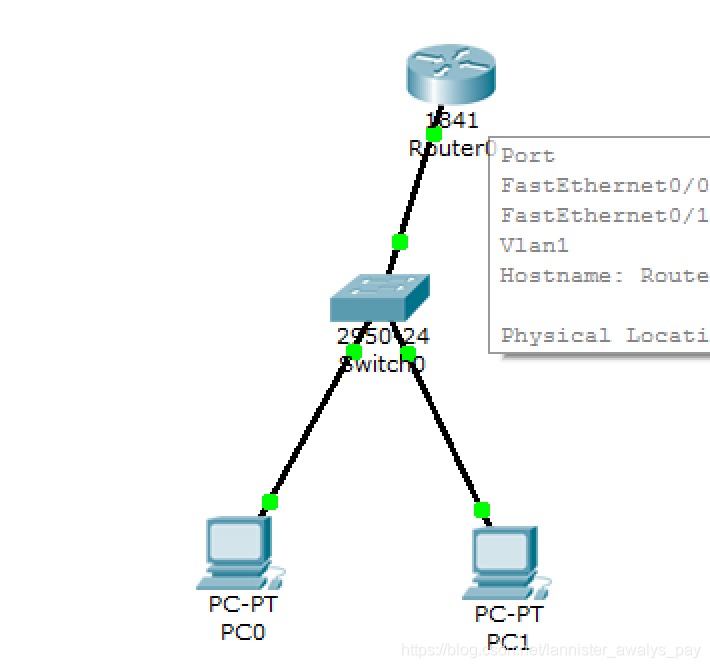 1841
Router0
Port
FastEthernet0/0
FastEthernet0/1
Vlan1
Hostname: Route
Physical Locati
2950-24
Switch0
PC-PT
PC0
PC-PT
PC1
https://blog.csdn.net/lannister_awalys_pay